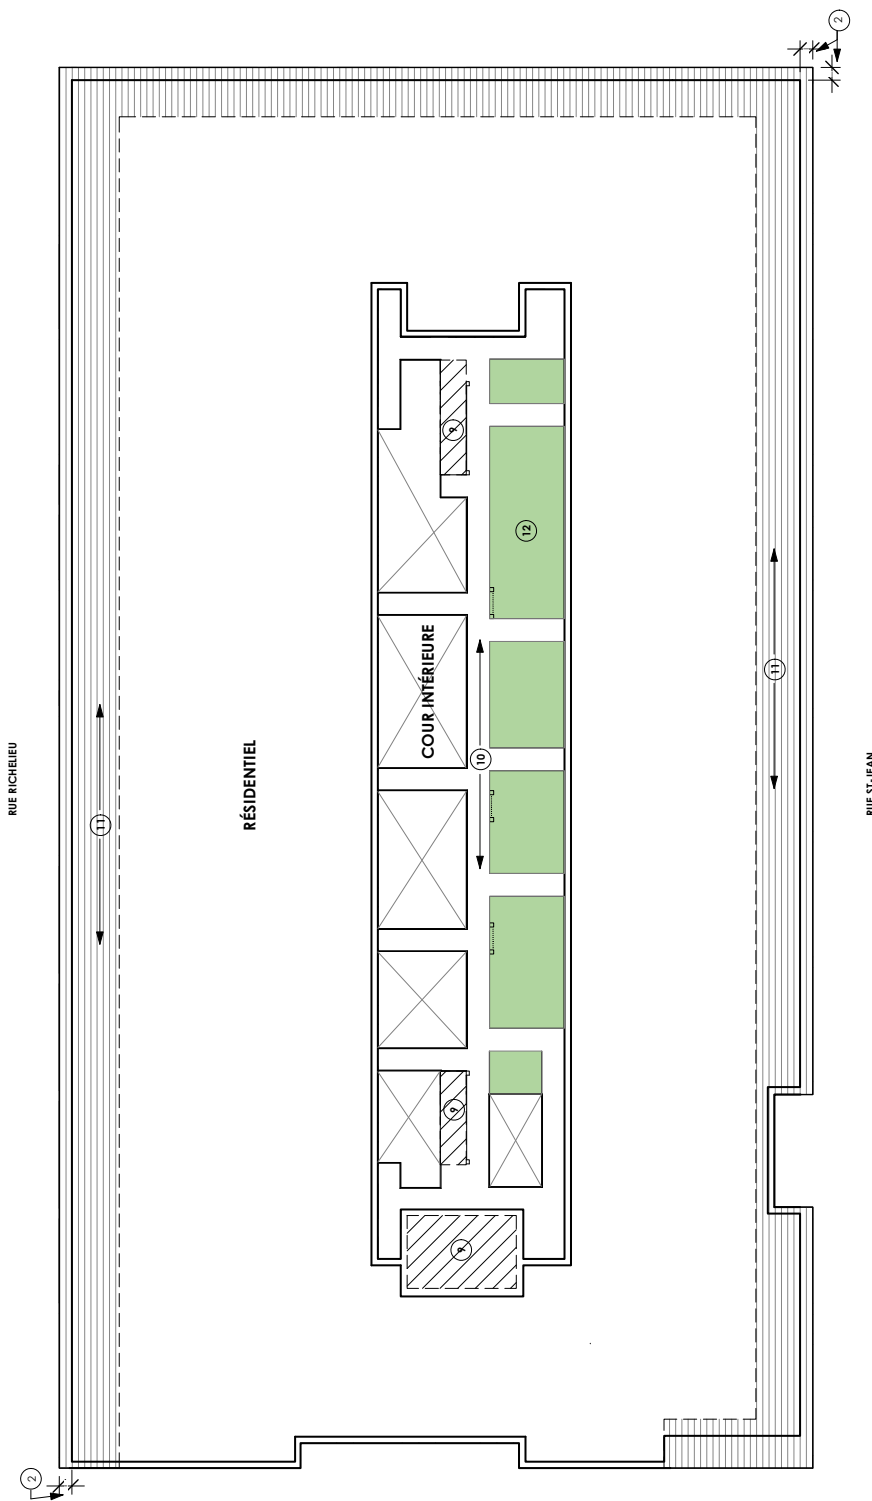 2
9
12
COUR INTÉRIEURE
11
RUE RICHELIEU
RÉSIDENTIEL
10
RUE ST-JEAN
11
9
9
2